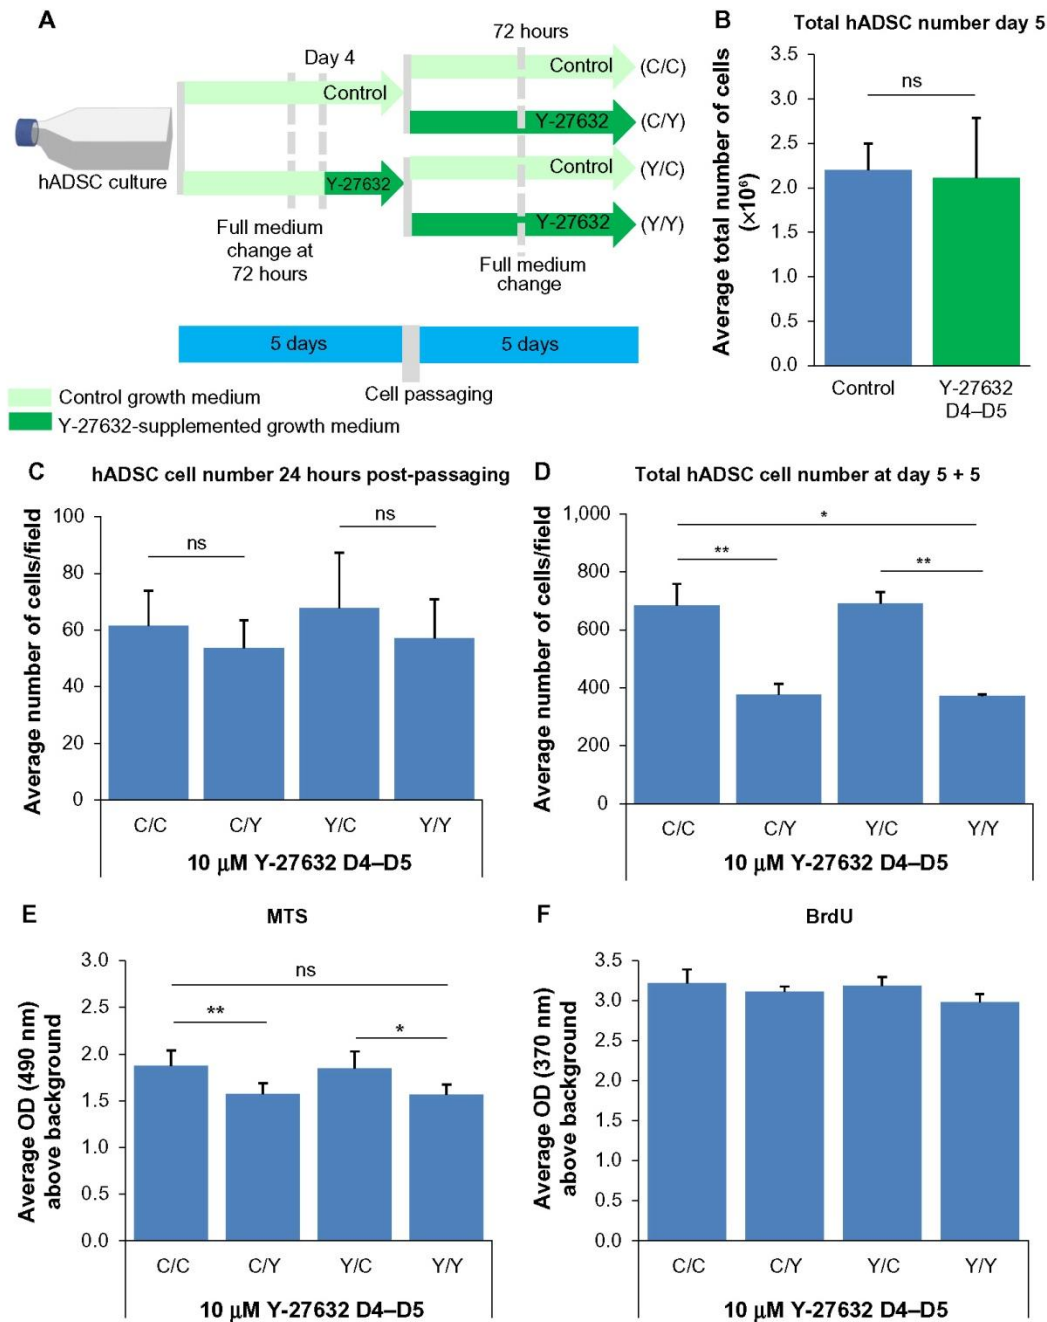 A
Day 4
72 hours
Control
Control
(C/C)
Y-27632
(C/Y)
hADSC culture
Y-27632
Control
(Y/C)
Y-27632
(Y/Y)
Full medium
change at
72 hours
Full medium
change
5 days
5 days
Cell passaging
Control growth medium
Y-27632-supplemented growth medium
B
Total hADSC number day 5
Average total number of cells
(×10⁶)
3.0
2.5
2.0
1.5
1.0
0.5
0.0
ns
Control
Y-27632
D4–D5
C
hADSC cell number 24 hours post-passaging
Average number of cells/field
100
80
60
40
20
0
ns
ns
C/C
C/Y
Y/C
Y/Y
10 µM Y-27632 D4–D5
D
Total hADSC cell number at day 5 + 5
Average number of cells/field
1,000
800
600
400
200
0
*
**
**
C/C
C/Y
Y/C
Y/Y
10 µM Y-27632 D4–D5
E
MTS
Average OD (490 nm)
above background
3.0
2.5
2.0
1.5
1.0
0.5
0.0
ns
**
*
C/C
C/Y
Y/C
Y/Y
10 µM Y-27632 D4–D5
F
BrdU
Average OD (370 nm)
above background
3.5
3.0
2.5
2.0
1.5
1.0
0.5
0.0
C/C
C/Y
Y/C
Y/Y
10 µM Y-27632 D4–D5